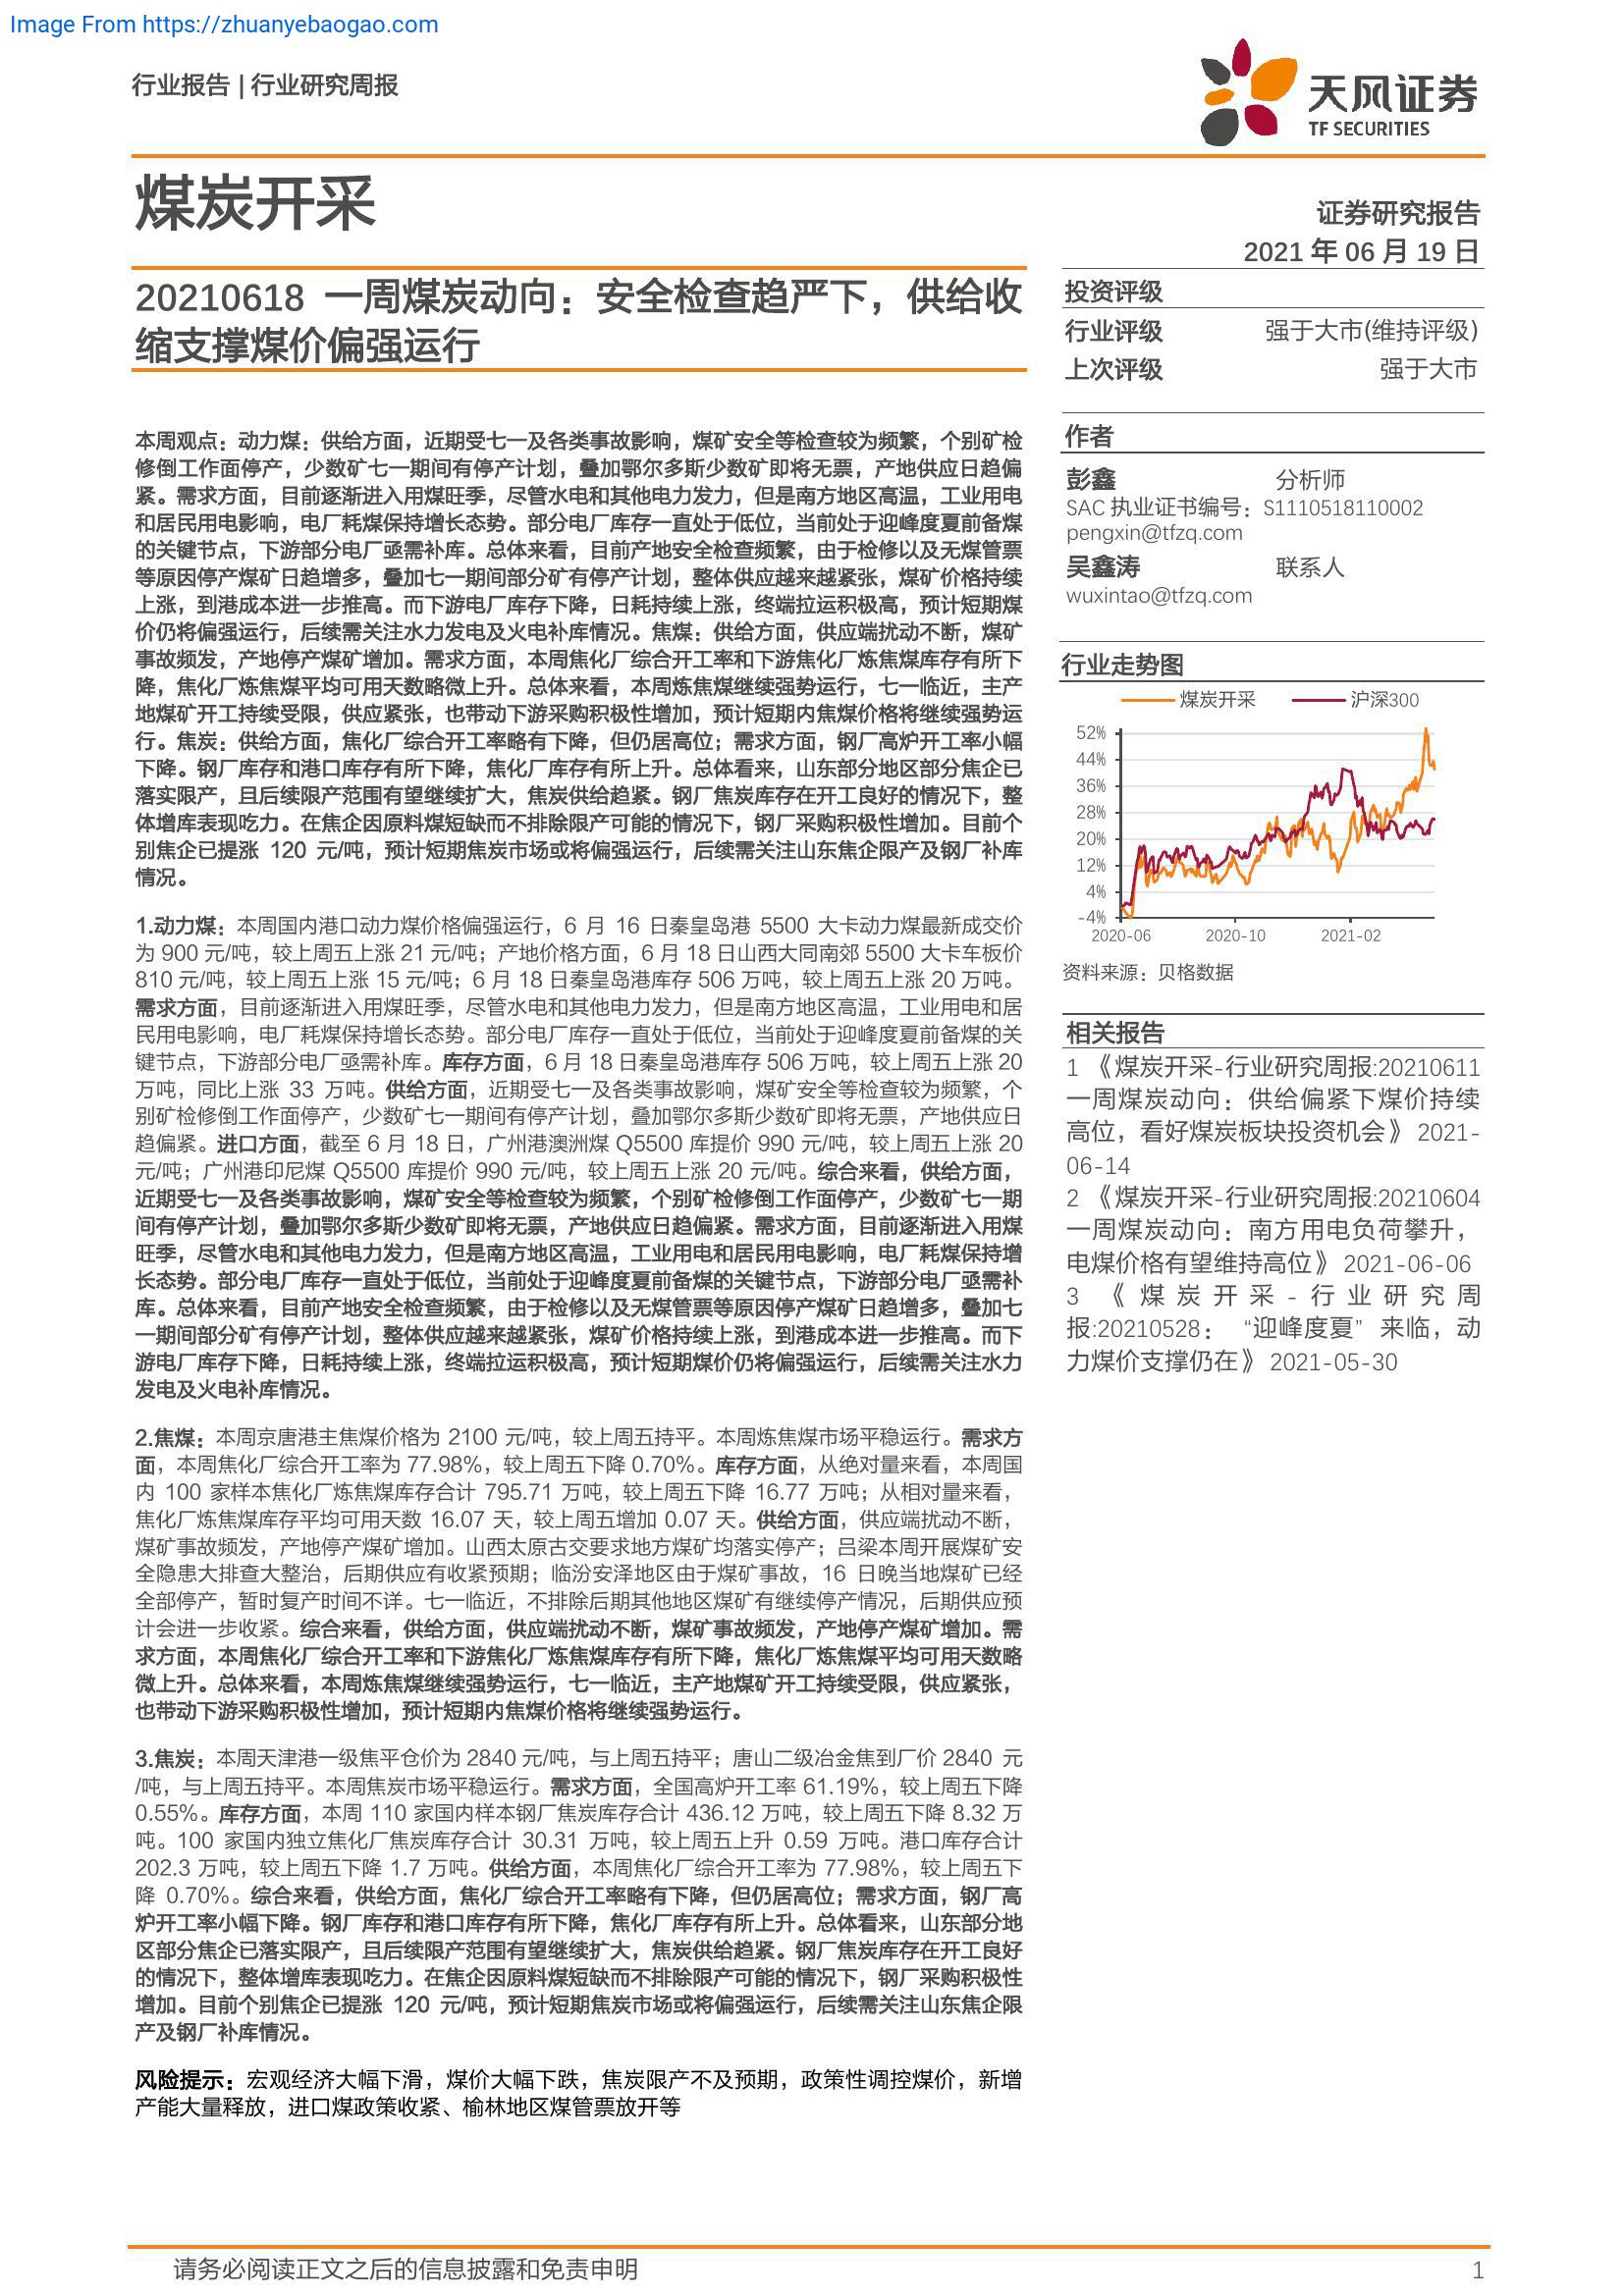 Image From https://zhuanyebaogao.com
行业报告 | 行业研究周报
天风证券
TF SECURITIES
煤炭开采
证券研究报告
2021 年 06 月 19 日
20210618 一周煤炭动向：安全检查趋严下，供给收
缩支撑煤价偏强运行
本周观点：动力煤：供给方面，近期受七一及各类事故影响，煤矿安全等检查较为频繁，个别矿检
修倒工作面停产，少数矿七一期间有停产计划，叠加鄂尔多斯少数矿即将无票，产地供应日趋偏
紧。需求方面，目前逐渐进入用煤旺季，尽管水电和其他电力发力，但是南方地区高温，工业用电
和居民用电影响，电厂耗煤保持增长态势。部分电厂库存一直处于低位，当前处于迎峰度夏前备煤
的关键节点，下游部分电厂亟需补库。总体来看，目前产地安全检查频繁，由于检修以及无煤管票
等原因停产煤矿日趋增多，叠加七一期间部分矿有停产计划，整体供应越来越紧张，煤矿价格持续
上涨，到港成本进一步推高。而下游电厂库存下降，日耗持续上涨，终端拉运积极高，预计短期煤
价仍将偏强运行，后续需关注水力发电及火电补库情况。焦煤：供给方面，供应端扰动不断，煤矿
事故频发，产地停产煤矿增加。需求方面，本周焦化厂综合开工率和下游焦化厂炼焦煤库存有所下
降，焦化厂炼焦煤平均可用天数略微上升。总体来看，本周炼焦煤继续强势运行，七一临近，主产
地煤矿开工持续受限，供应紧张，也带动下游采购积极性增加，预计短期内焦煤价格将继续强势运
行。焦炭：供给方面，焦化厂综合开工率略有下降，但仍居高位；需求方面，钢厂高炉开工率小幅
下降。钢厂库存和港口库存有所下降，焦化厂库存有所上升。总体看来，山东部分地区部分焦企已
落实限产，且后续限产范围有望继续扩大，焦炭供给趋紧。钢厂焦炭库存在开工良好的情况下，整
体增库表现吃力。在焦企因原料煤短缺而不排除限产可能的情况下，钢厂采购积极性增加。目前个
别焦企已提涨 120 元/吨，预计短期焦炭市场或将偏强运行，后续需关注山东焦企限产及钢厂补库
情况。
1.动力煤：本周国内港口动力煤价格偏强运行，6 月 16 日秦皇岛港 5500 大卡动力煤最新成交价
为 900 元/吨，较上周五上涨 21 元/吨；产地价格方面，6 月 18 日山西大同南郊 5500 大卡车板价
810 元/吨，较上周五上涨 15 元/吨；6 月 18 日秦皇岛港库存 506 万吨，较上周五上涨 20 万吨。
需求方面，目前逐渐进入用煤旺季，尽管水电和其他电力发力，但是南方地区高温，工业用电和居
民用电影响，电厂耗煤保持增长态势。部分电厂库存一直处于低位，当前处于迎峰度夏前备煤的关
键节点，下游部分电厂亟需补库。库存方面，6 月 18 日秦皇岛港库存 506 万吨，较上周五上涨 20
万吨，同比上涨 33 万吨。供给方面，近期受七一及各类事故影响，煤矿安全等检查较为频繁，个
别矿检修倒工作面停产，少数矿七一期间有停产计划，叠加鄂尔多斯少数矿即将无票，产地供应日
趋偏紧。进口方面，截至 6 月 18 日，广州港澳洲煤 Q5500 库提价 990 元/吨，较上周五上涨 20
元/吨；广州港印尼煤 Q5500 库提价 990 元/吨，较上周五上涨 20 元/吨。综合来看，供给方面，
近期受七一及各类事故影响，煤矿安全等检查较为频繁，个别矿检修倒工作面停产，少数矿七一期
间有停产计划，叠加鄂尔多斯少数矿即将无票，产地供应日趋偏紧。需求方面，目前逐渐进入用煤
旺季，尽管水电和其他电力发力，但是南方地区高温，工业用电和居民用电影响，电厂耗煤保持增
长态势。部分电厂库存一直处于低位，当前处于迎峰度夏前备煤的关键节点，下游部分电厂亟需补
库。总体来看，目前产地安全检查频繁，由于检修以及无煤管票等原因停产煤矿日趋增多，叠加七
一期间部分矿有停产计划，整体供应越来越紧张，煤矿价格持续上涨，到港成本进一步推高。而下
游电厂库存下降，日耗持续上涨，终端拉运积极高，预计短期煤价仍将偏强运行，后续需关注水力
发电及火电补库情况。
2.焦煤：本周京唐港主焦煤价格为 2100 元/吨，较上周五持平。本周炼焦煤市场平稳运行。需求方
面，本周焦化厂综合开工率为 77.98%，较上周五下降 0.70%。库存方面，从绝对量来看，本周国
内 100 家样本焦化厂炼焦煤库存合计 795.71 万吨，较上周五下降 16.77 万吨；从相对量来看，
焦化厂炼焦煤库存平均可用天数 16.07 天，较上周五增加 0.07 天。供给方面，供应端扰动不断，
煤矿事故频发，产地停产煤矿增加。山西太原古交要求地方煤矿均落实停产；吕梁本周开展煤矿安
全隐患大排查大整治，后期供应有收紧预期；临汾安泽地区由于煤矿事故，16 日晚当地煤矿已经
全部停产，暂时复产时间不详。七一临近，不排除后期其他地区煤矿有继续停产情况，后期供应预
计会进一步收紧。综合来看，供给方面，供应端扰动不断，煤矿事故频发，产地停产煤矿增加。需
求方面，本周焦化厂综合开工率和下游焦化厂炼焦煤库存有所下降，焦化厂炼焦煤平均可用天数略
微上升。总体来看，本周炼焦煤继续强势运行，七一临近，主产地煤矿开工持续受限，供应紧张，
也带动下游采购积极性增加，预计短期内焦煤价格将继续强势运行。
3.焦炭：本周天津港一级焦平仓价为 2840 元/吨，与上周五持平；唐山二级冶金焦到厂价 2840 元
/吨，与上周五持平。本周焦炭市场平稳运行。需求方面，全国高炉开工率 61.19%，较上周五下降
0.55%。库存方面，本周 110 家国内样本钢厂焦炭库存合计 436.12 万吨，较上周五下降 8.32 万
吨。100 家国内独立焦化厂焦炭库存合计 30.31 万吨，较上周五上升 0.59 万吨。港口库存合计
202.3 万吨，较上周五下降 1.7 万吨。供给方面，本周焦化厂综合开工率为 77.98%，较上周五下
降 0.70%。综合来看，供给方面，焦化厂综合开工率略有下降，但仍居高位；需求方面，钢厂高
炉开工率小幅下降。钢厂库存和港口库存有所下降，焦化厂库存有所上升。总体看来，山东部分地
区部分焦企已落实限产，且后续限产范围有望继续扩大，焦炭供给趋紧。钢厂焦炭库存在开工良好
的情况下，整体增库表现吃力。在焦企因原料煤短缺而不排除限产可能的情况下，钢厂采购积极性
增加。目前个别焦企已提涨 120 元/吨，预计短期焦炭市场或将偏强运行，后续需关注山东焦企限
产及钢厂补库情况。
风险提示：宏观经济大幅下滑，煤价大幅下跌，焦炭限产不及预期，政策性调控煤价，新增
产能大量释放，进口煤政策收紧、榆林地区煤管票放开等
投资评级
行业评级 强于大市(维持评级)
上次评级 强于大市
作者
彭鑫 分析师
SAC 执业证书编号：S1110518110002
pengxin@tfzq.com
吴鑫涛 联系人
wuxintao@tfzq.com
行业走势图
煤炭开采 沪深300
52%
44%
36%
28%
20%
12%
4%
-4%
2020-06 2020-10 2021-02
资料来源：贝格数据
相关报告
1 《煤炭开采-行业研究周报:20210611
一周煤炭动向：供给偏紧下煤价持续
高位，看好煤炭板块投资机会》 2021-
06-14
2 《煤炭开采-行业研究周报:20210604
一周煤炭动向：南方用电负荷攀升，
电煤价格有望维持高位》 2021-06-06
3 《煤炭开采-行业研究周
报:20210528： “迎峰度夏” 来临，动
力煤价支撑仍在》 2021-05-30
请务必阅读正文之后的信息披露和免责申明
1